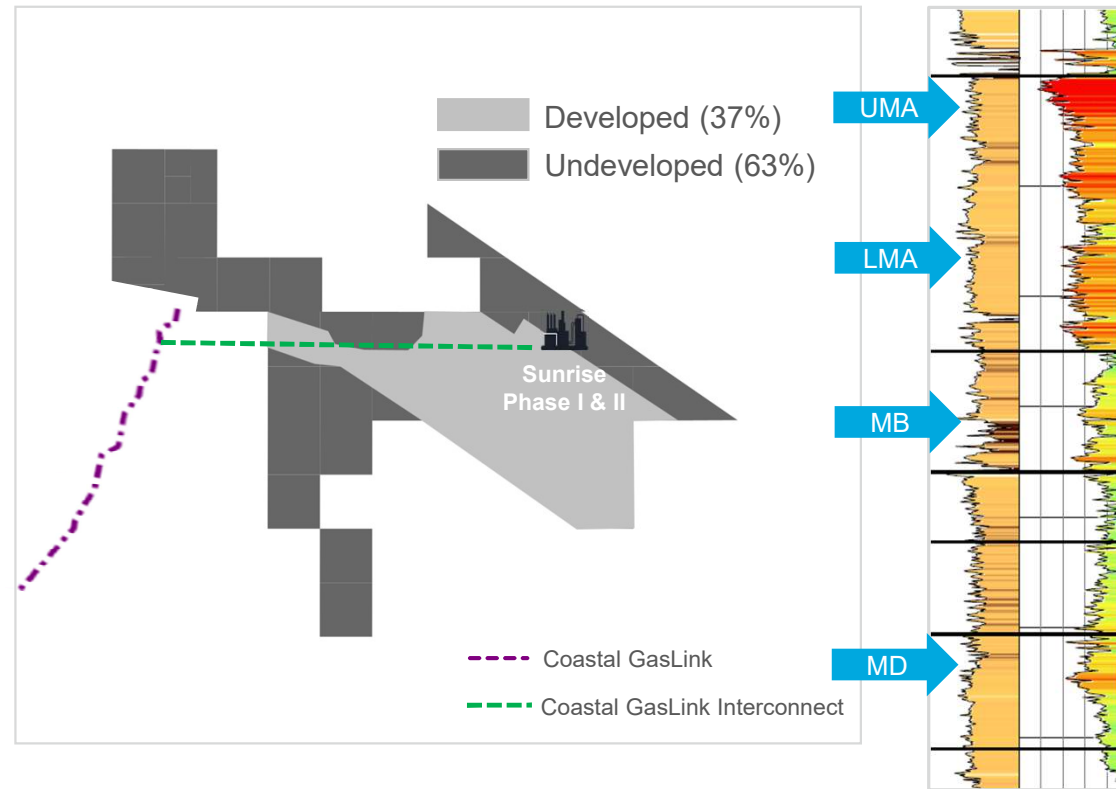 Developed (37%)
Undeveloped (63%)
Sunrise
Phase I & II
Coastal GasLink
Coastal GasLink Interconnect
UMA
LMA
MB
MD